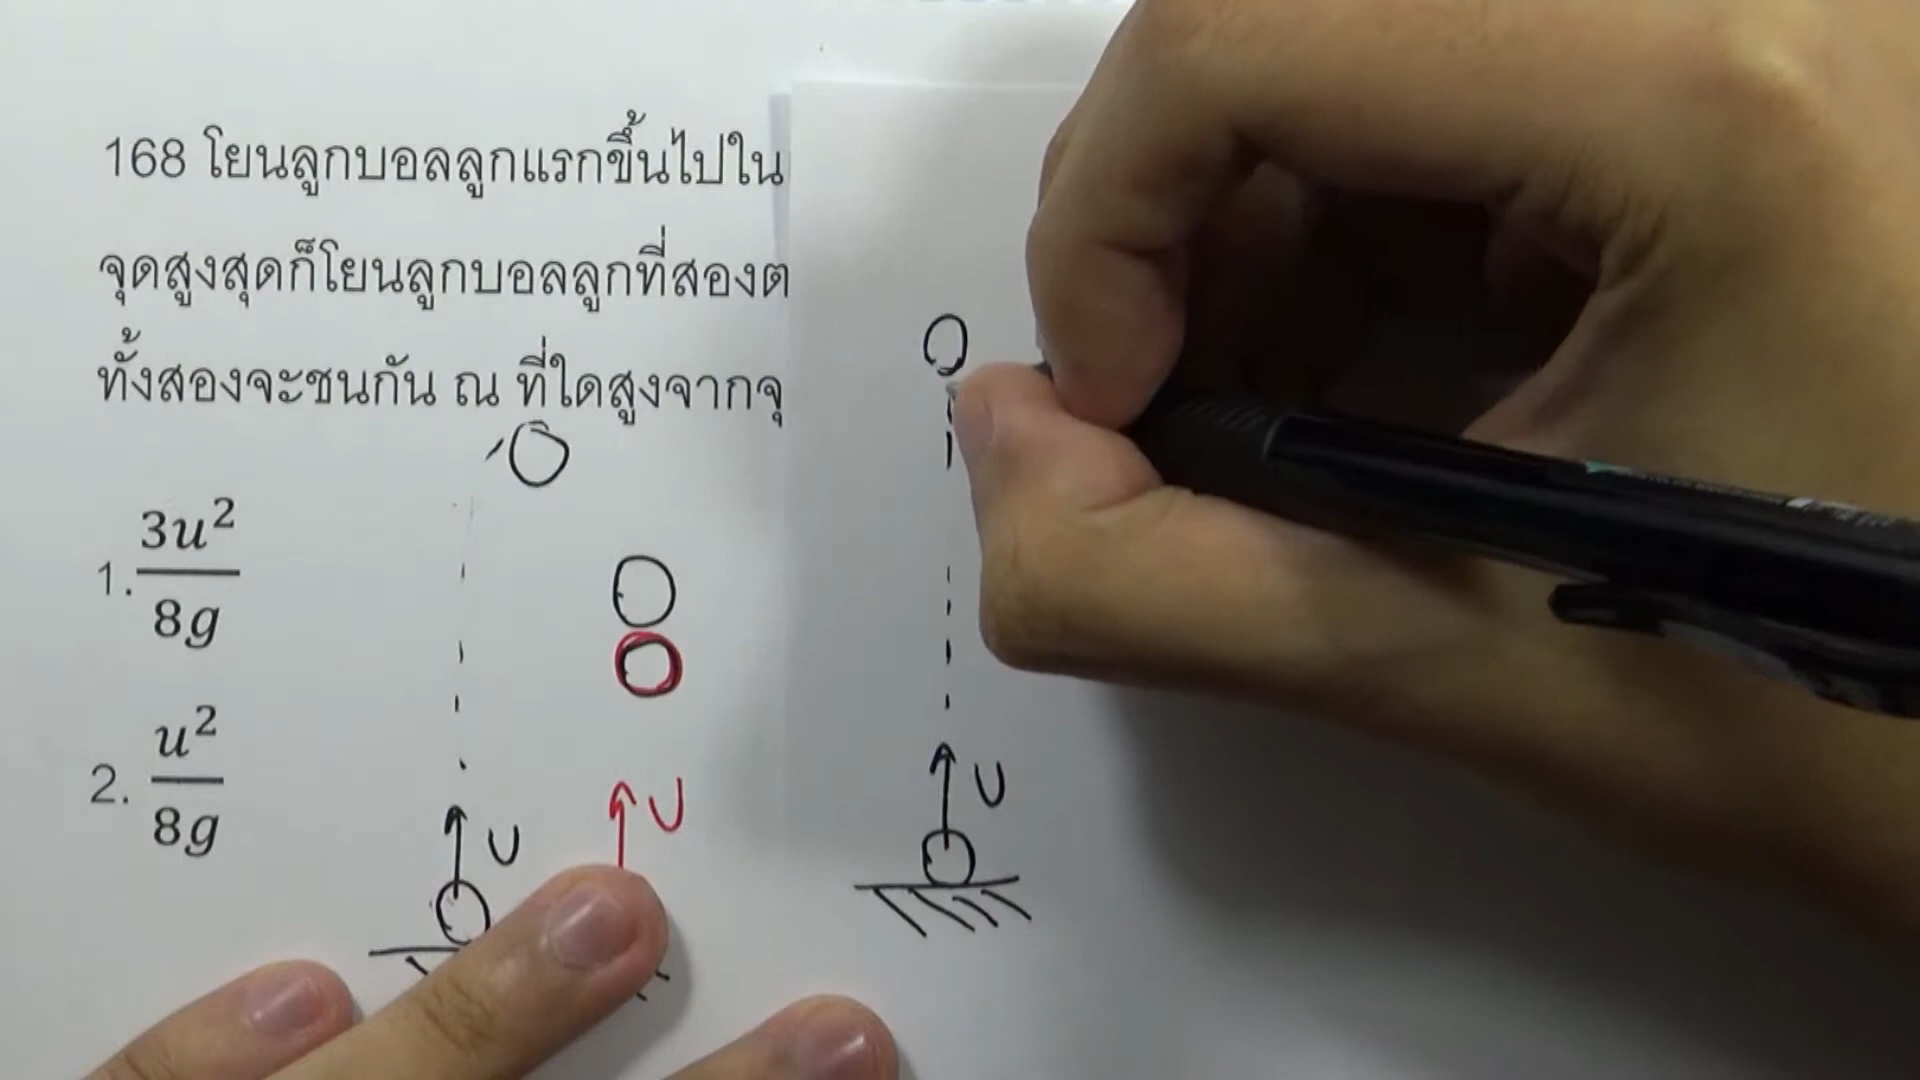 168 โยนลูกบอลลูกแรกขึ้นไปใน
จุดสูงสุดก็โยนลูกบอลลูกที่สองต
ทั้งสองจะชนกัน ณ ที่ใดสูงจากจุ
1. 3u²/8g
2. u²/8g
U
U
U